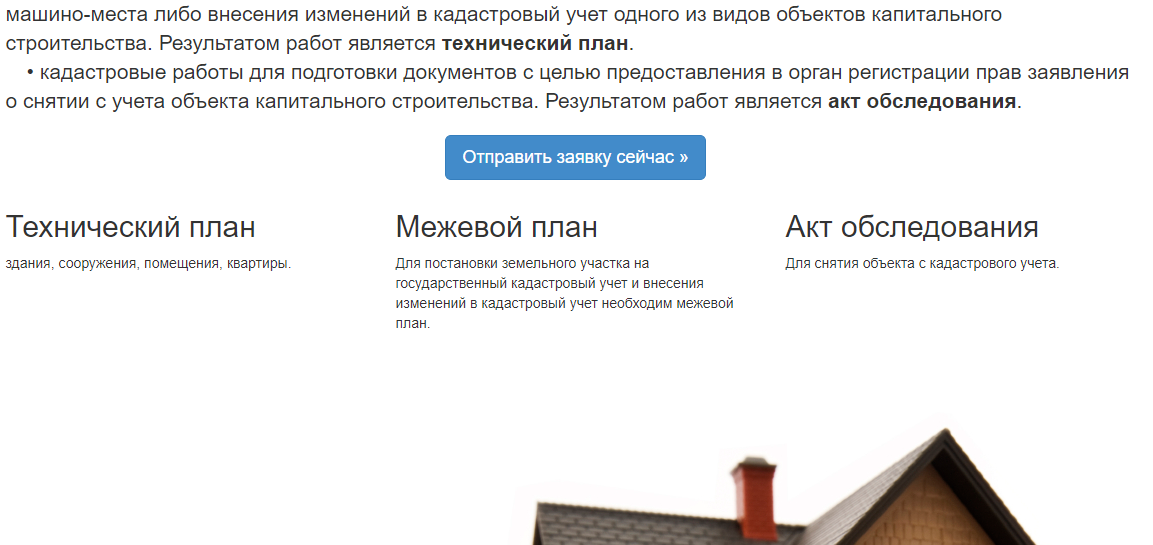 машино-места либо внесения изменений в кадастровый учет одного из видов объектов капитального
строительства. Результатом работ является технический план.
• кадастровые работы для подготовки документов с целью предоставления в орган регистрации прав заявления
о снятии с учета объекта капитального строительства. Результатом работ является акт обследования.
Отправить заявку сейчас »
Технический план
здания, сооружения, помещения, квартиры.
Межевой план
Для постановки земельного участка на
государственный кадастровый учет и внесения
изменений в кадастровый учет необходим межевой
план.
Акт обследования
Для снятия объекта с кадастрового учета.